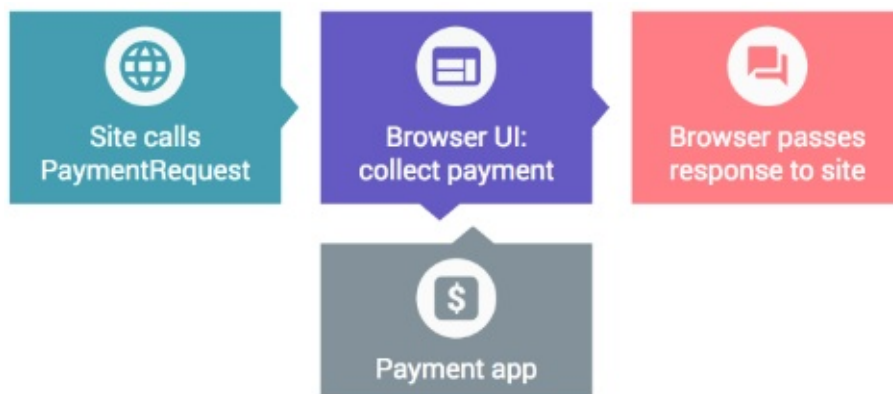 Site calls
PaymentRequest
Browser UI:
collect payment
Browser passes
response to site
$
Payment app